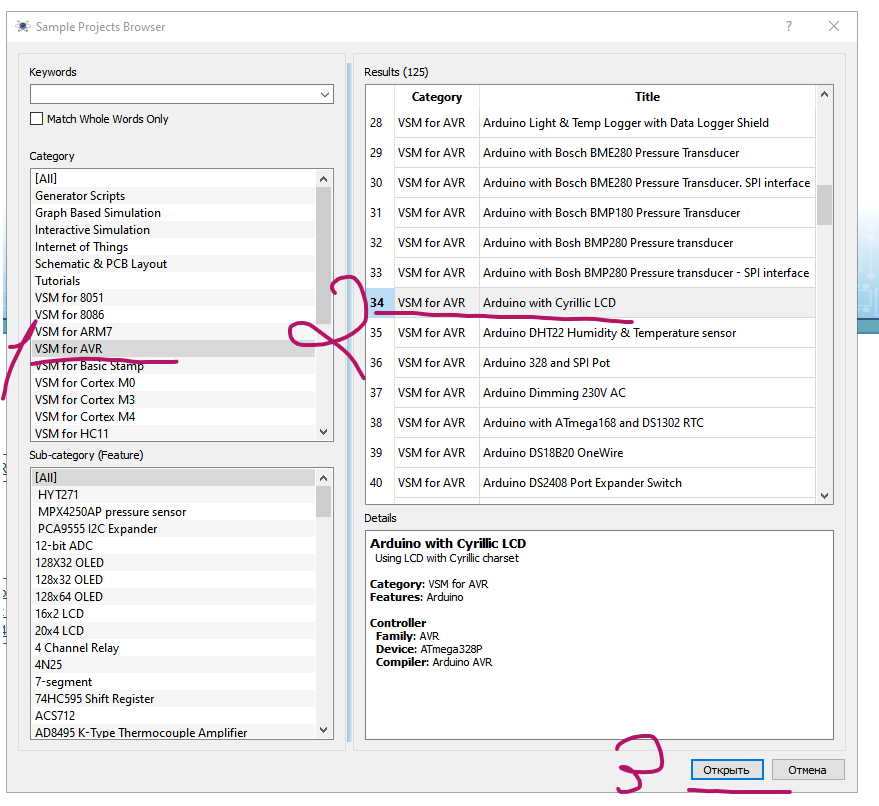 Sample Projects Browser
?
Keywords
Match Whole Words Only
Category
[All]
Generator Scripts
Graph Based Simulation
Interactive Simulation
Internet of Things
Schematic & PCB Layout
Tutorials
VSM for 8051
VSM for 8086
VSM for ARM7
VSM for AVR
VSM for Basic Stamp
VSM for Cortex M0
VSM for Cortex M3
VSM for Cortex M4
VSM for HC11
1
Sub-category (Feature)
[All]
HYT271
MPX4250AP pressure sensor
PCA9555 I2C Expander
12-bit ADC
128X32 OLED
128x32 OLED
128x64 OLED
16x2 LCD
20x4 LCD
4 Channel Relay
4N25
7-segment
74HC595 Shift Register
ACS712
AD8495 K-Type Thermocouple Amplifier
Results (125)
Category Title
28 VSM for AVR Arduino Light & Temp Logger with Data Logger Shield
29 VSM for AVR Arduino with Bosch BME280 Pressure Transducer
30 VSM for AVR Arduino with Bosch BME280 Pressure Transducer. SPI interface
31 VSM for AVR Arduino with Bosch BMP180 Pressure Transducer
32 VSM for AVR Arduino with Bosh BMP280 Pressure transducer
33 VSM for AVR Arduino with Bosh BMP280 Pressure transducer - SPI interface
2
34 VSM for AVR Arduino with Cyrillic LCD
35 VSM for AVR Arduino DHT22 Humidity & Temperature sensor
36 VSM for AVR Arduino 328 and SPI Pot
37 VSM for AVR Arduino Dimming 230V AC
38 VSM for AVR Arduino with ATmega168 and DS1302 RTC
39 VSM for AVR Arduino DS18B20 OneWire
40 VSM for AVR Arduino DS2408 Port Expander Switch
Details
Arduino with Cyrillic LCD
Using LCD with Cyrillic charset
Category: VSM for AVR
Features: Arduino
Controller
Family: AVR
Device: ATmega328P
Compiler: Arduino AVR
3
Открыть Отмена